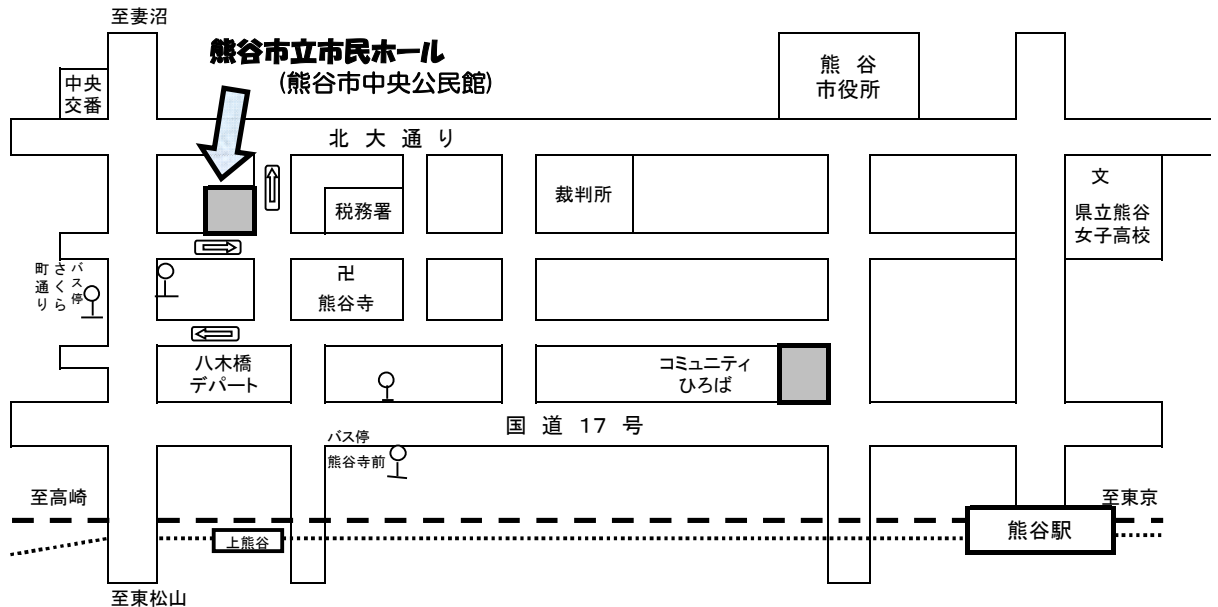 至妻沼
熊谷市立市民ホール
(熊谷市中央公民館)
中央
交番
熊 谷
市役所
北 大 通 り
税務署
裁判所
文
県立熊谷
女子高校
バス停
さくら
町通り
卍
熊谷寺
八木橋
デパート
コミュニティ
ひろば
国 道 17 号
バス停
熊谷寺前
至高崎
至東京
上熊谷
熊谷駅
至東松山